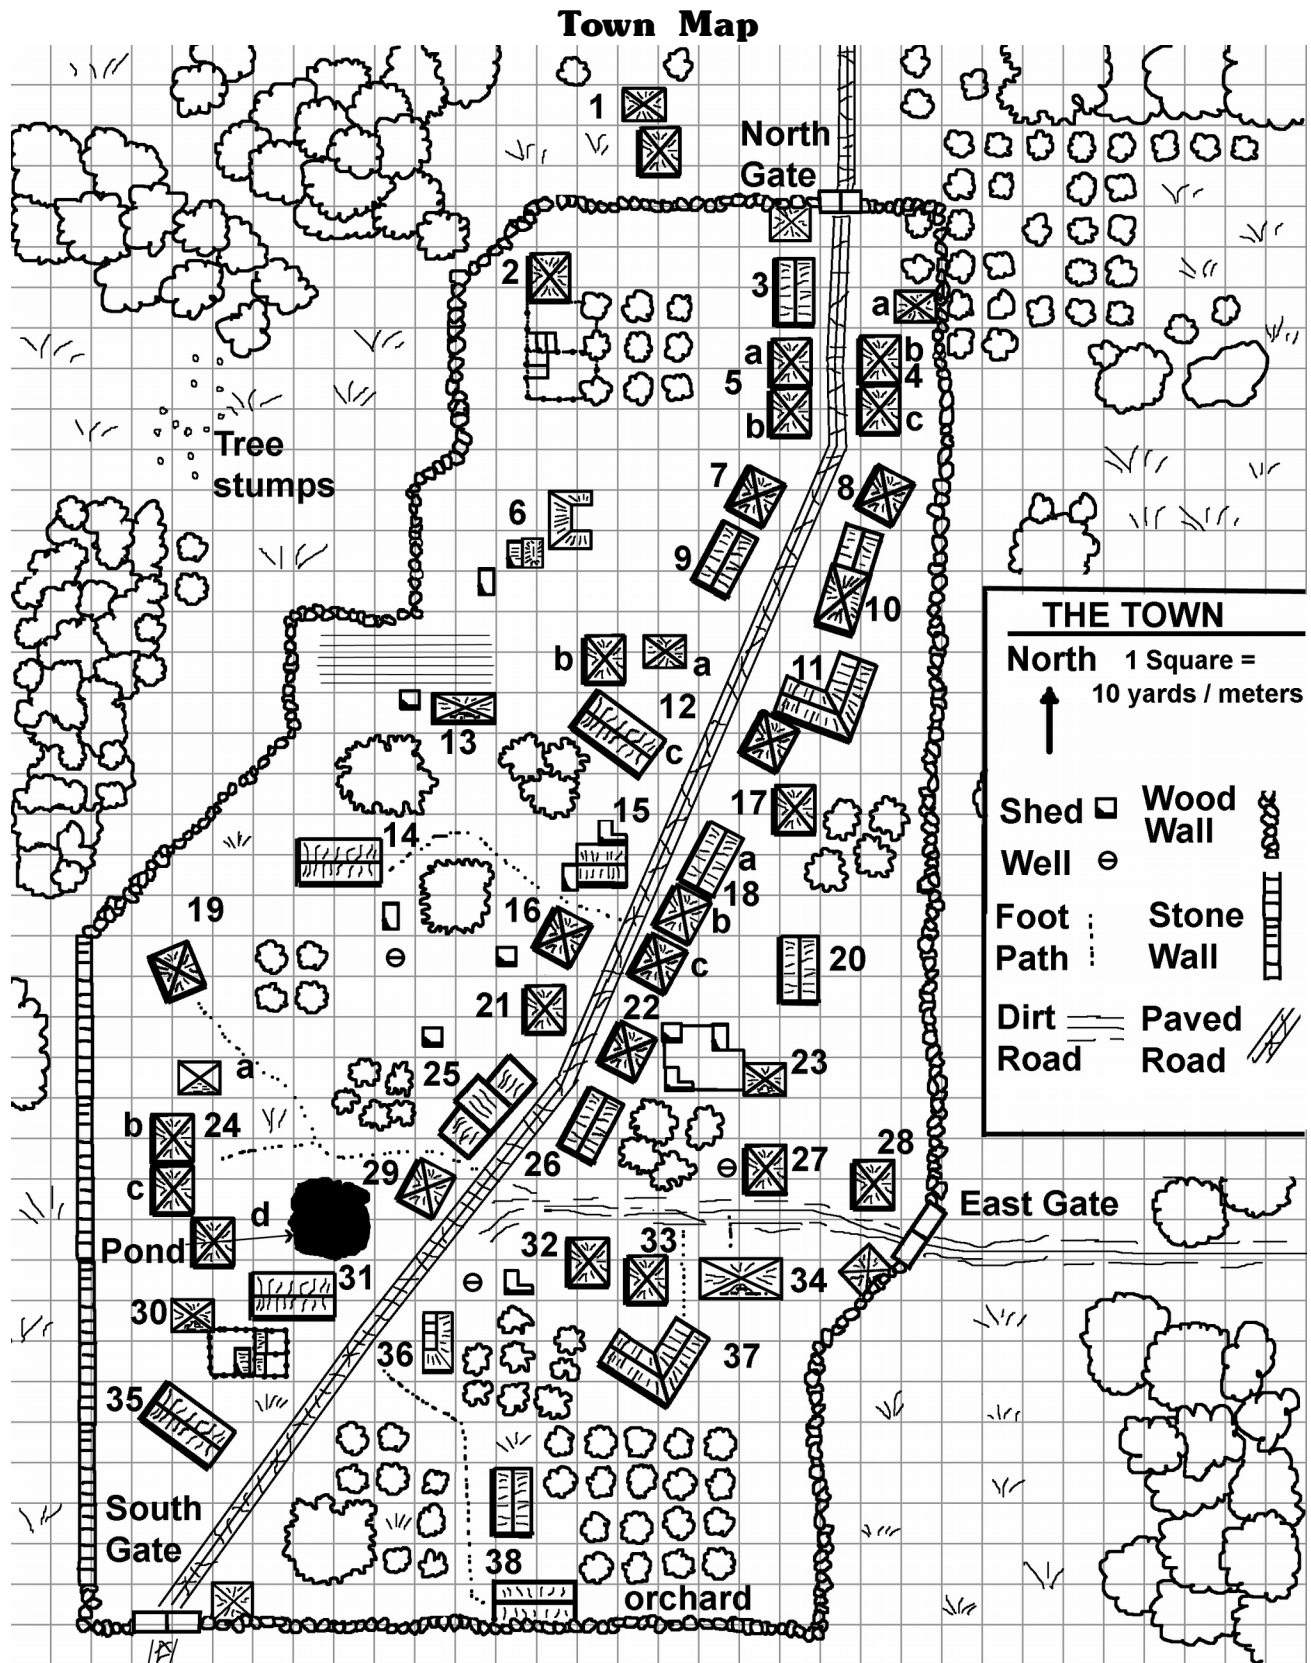 Town Map
1
North
Gate
2
3
a
a
b
5
4
b
c
Tree
stumps
7
8
6
9
10
THE TOWN
North 1 Square =
10 yards / meters
b
a
11
12
13
c
Shed
Wood
Wall
Well
Foot
Path
Stone
Wall
Dirt
Road
Paved
Road
15
17
14
a
18
19
16
b
c
20
21
22
a
25
23
b
24
c
29
26
27
28
East Gate
d
Pond
32
33
31
34
30
36
37
35
South
Gate
38
orchard